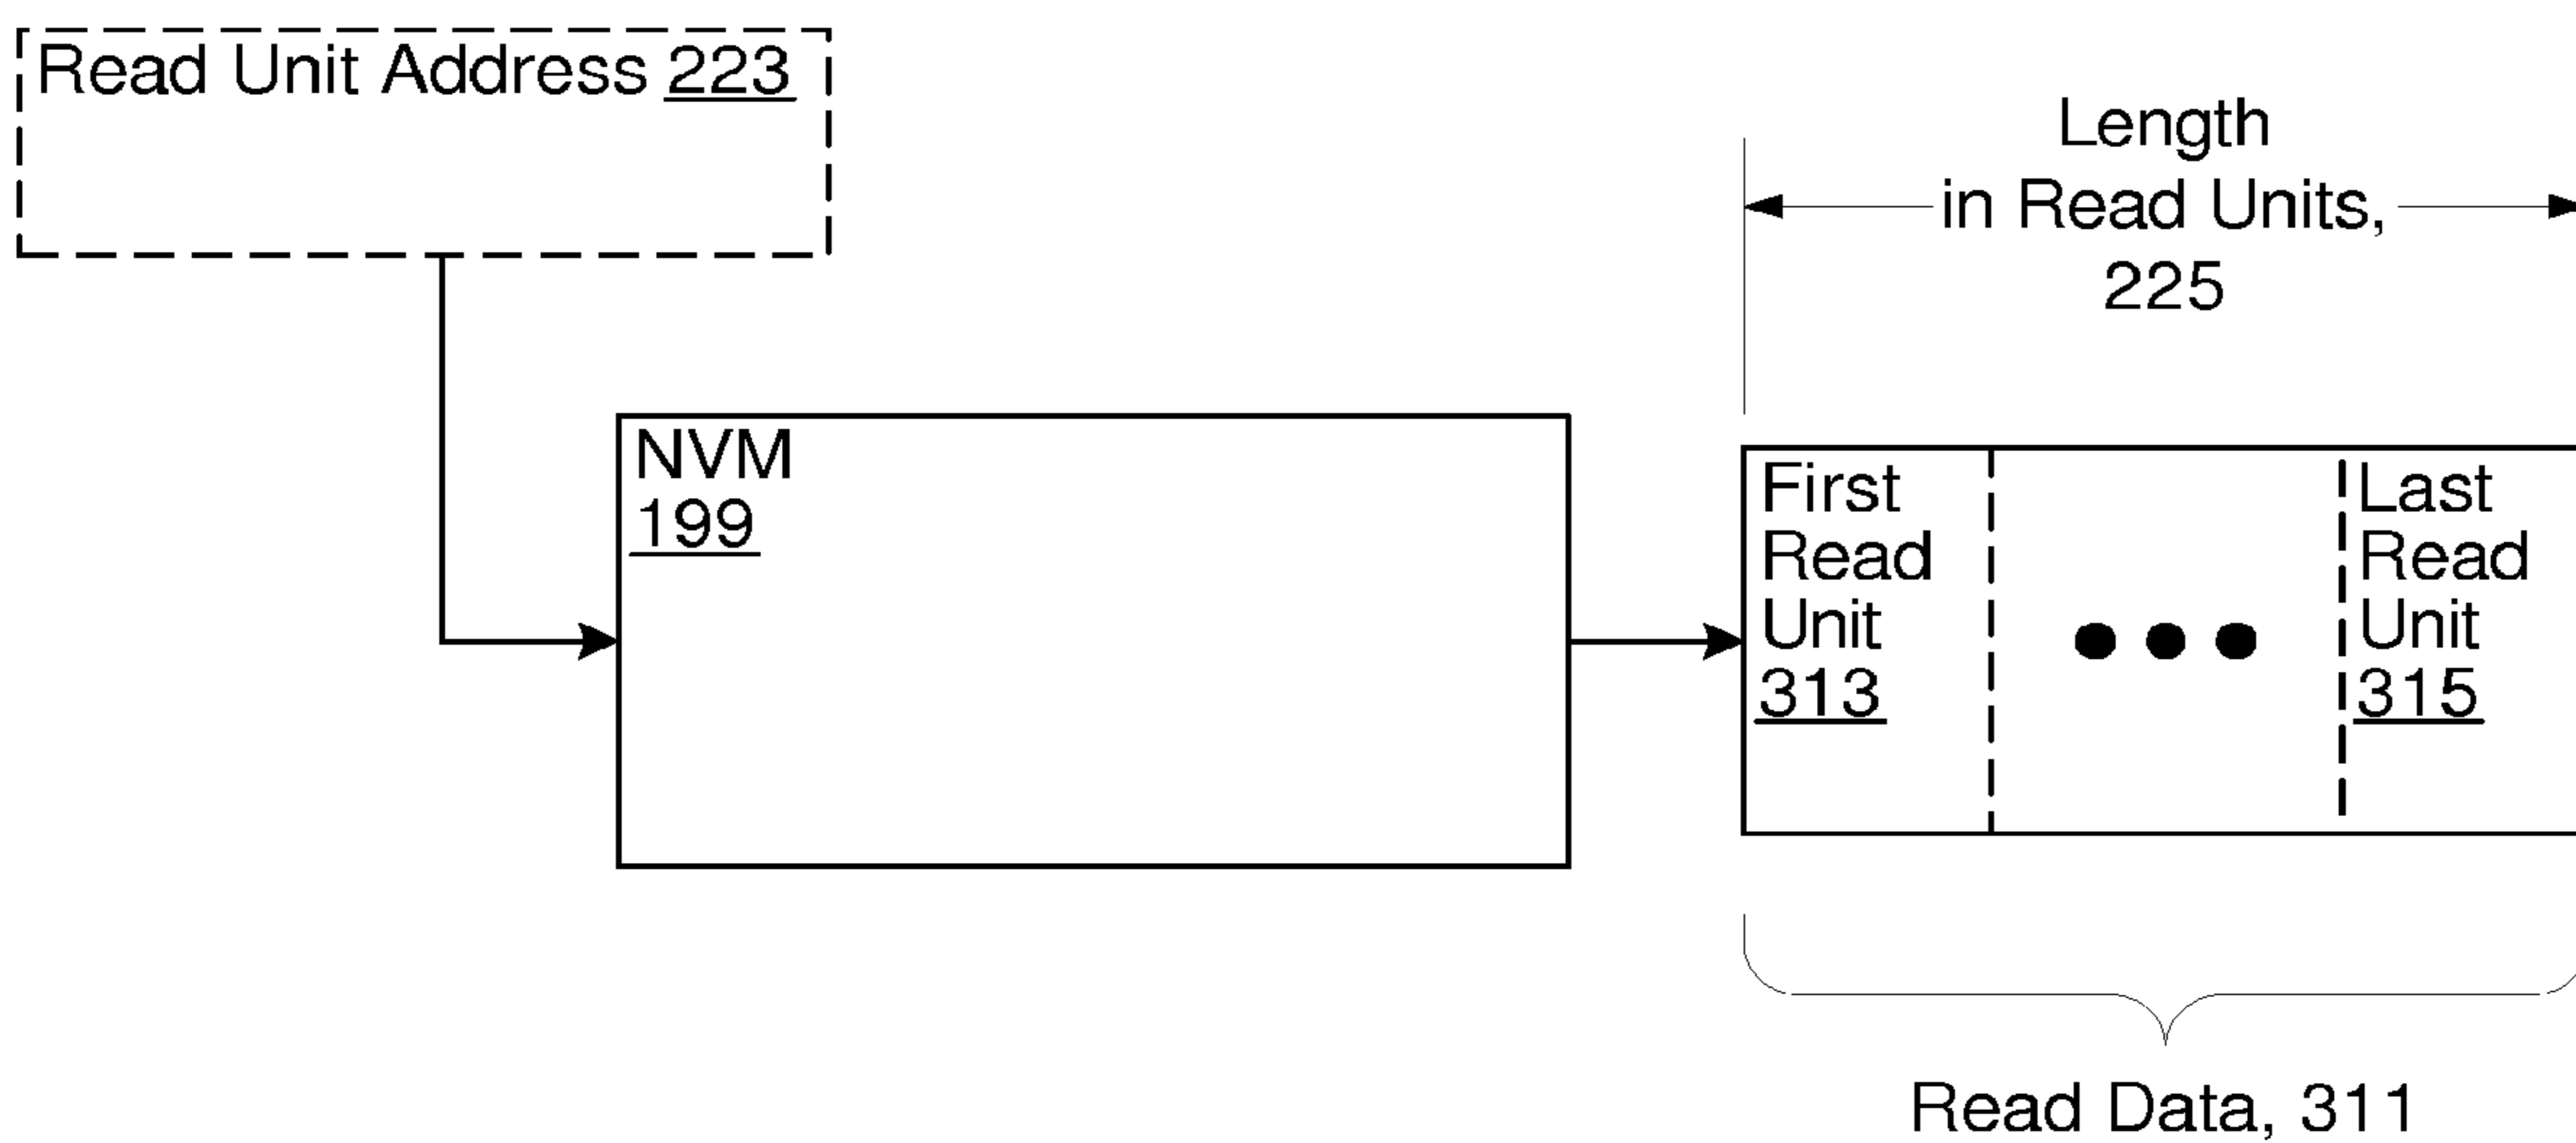 Read Unit Address 223
Length
in Read Units,
225
NVM
199
First
Read
Unit
313
Last
Read
Unit
315
Read Data, 311